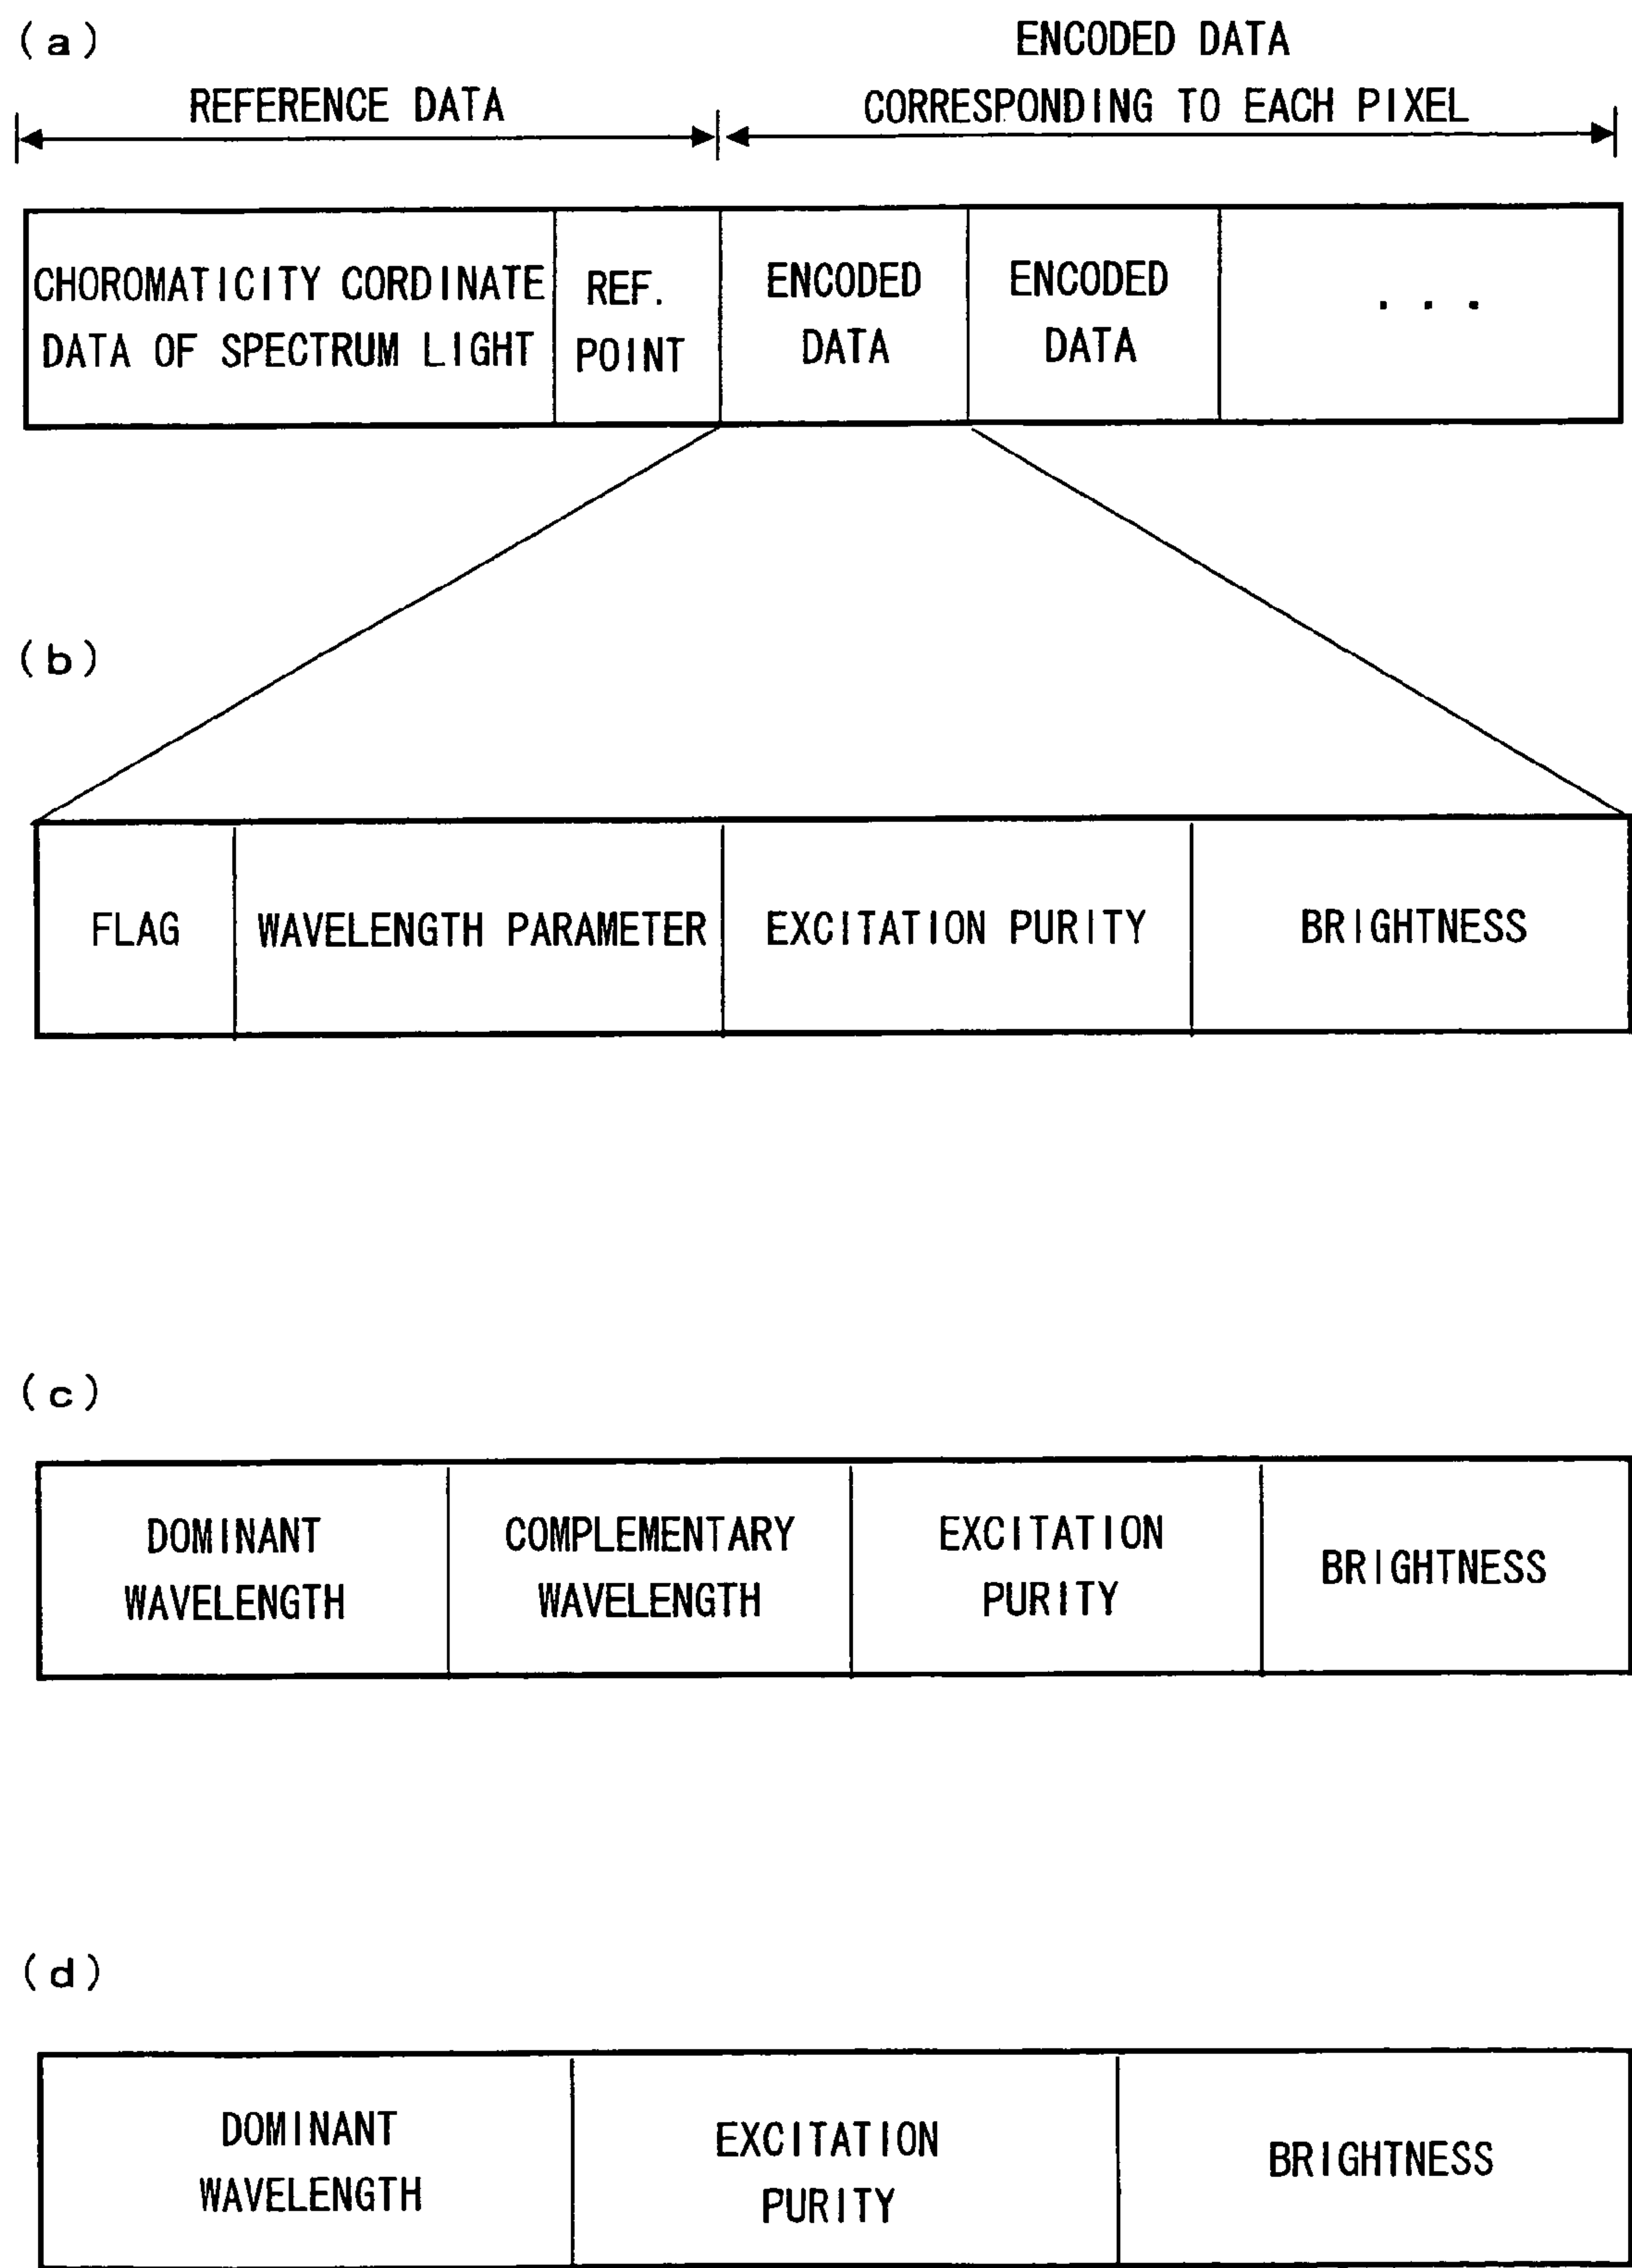 (a)
ENCODED DATA
REFERENCE DATA
CORRESPONDING TO EACH PIXEL
CHOROMATICITY CORDINATE
DATA OF SPECTRUM LIGHT
REF.
POINT
ENCODED
DATA
ENCODED
DATA
. . .
(b)
FLAG
WAVELENGTH PARAMETER
EXCITATION PURITY
BRIGHTNESS
(c)
DOMINANT
WAVELENGTH
COMPLEMENTARY
WAVELENGTH
EXCITATION
PURITY
BRIGHTNESS
(d)
DOMINANT
WAVELENGTH
EXCITATION
PURITY
BRIGHTNESS